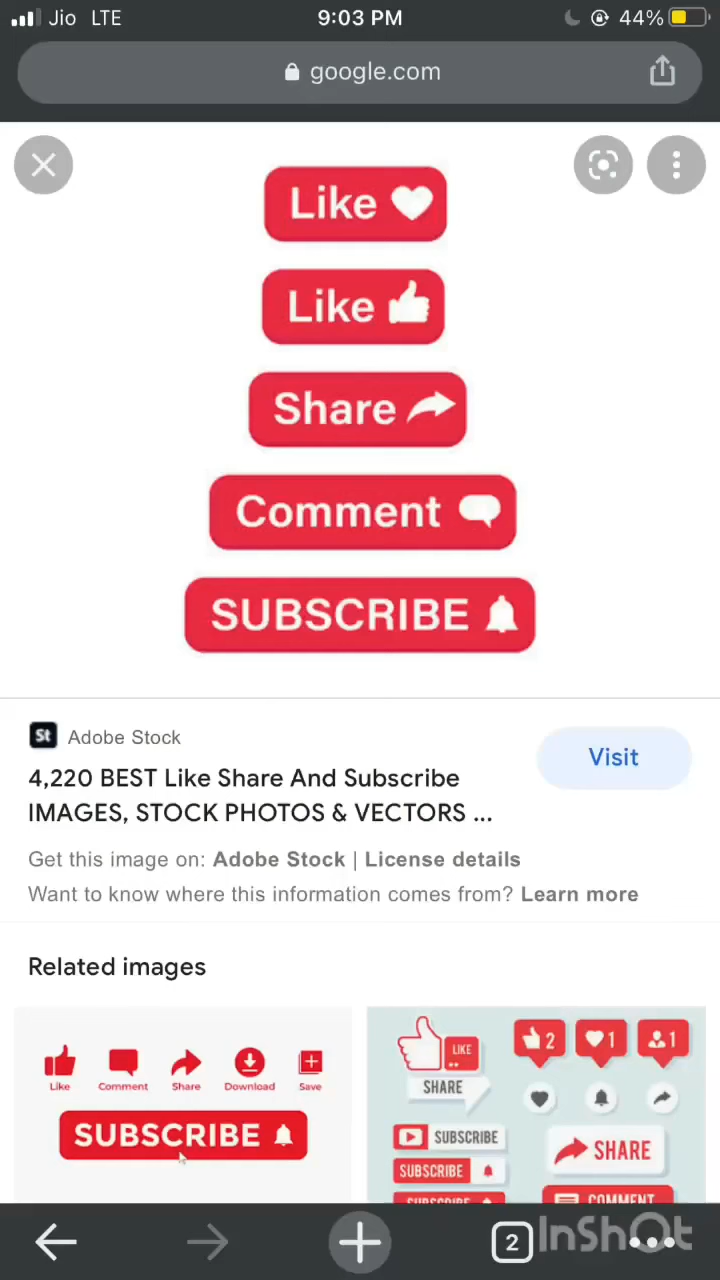 Jio LTE 9:03 PM 44%
google.com
Like
Like
Share
Comment
SUBSCRIBE
St Adobe Stock
Visit
4,220 BEST Like Share And Subscribe
IMAGES, STOCK PHOTOS & VECTORS ...
Get this image on: Adobe Stock | License details
Want to know where this information comes from? Learn more
Related images
Like Comment Share Download Save
SUBSCRIBE
LIKE
SHARE
2 1 1
SUBSCRIBE
SUBSCRIBE
SHARE
SUBSCRIBE
COMMENT
2
InShOt